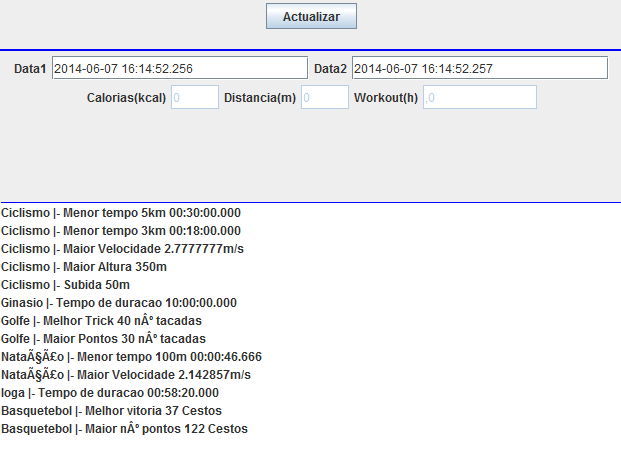 Actualizar
Data1 2014-06-07 16:14:52.256 Data2 2014-06-07 16:14:52.257
Calorias(kcal) 0 Distancia(m) 0 Workout(h) ,0
Ciclismo |- Menor tempo 5km 00:30:00.000
Ciclismo |- Menor tempo 3km 00:18:00.000
Ciclismo |- Maior Velocidade 2.7777777m/s
Ciclismo |- Maior Altura 350m
Ciclismo |- Subida 50m
Ginasio |- Tempo de duracao 10:00:00.000
Golfe |- Melhor Trick 40 nÂº tacadas
Golfe |- Maior Pontos 30 nÂº tacadas
NataÃ§Ã£o |- Menor tempo 100m 00:00:46.666
NataÃ§Ã£o |- Maior Velocidade 2.142857m/s
Ioga |- Tempo de duracao 00:58:20.000
Basquetebol |- Melhor vitoria 37 Cestos
Basquetebol |- Maior nÂº pontos 122 Cestos